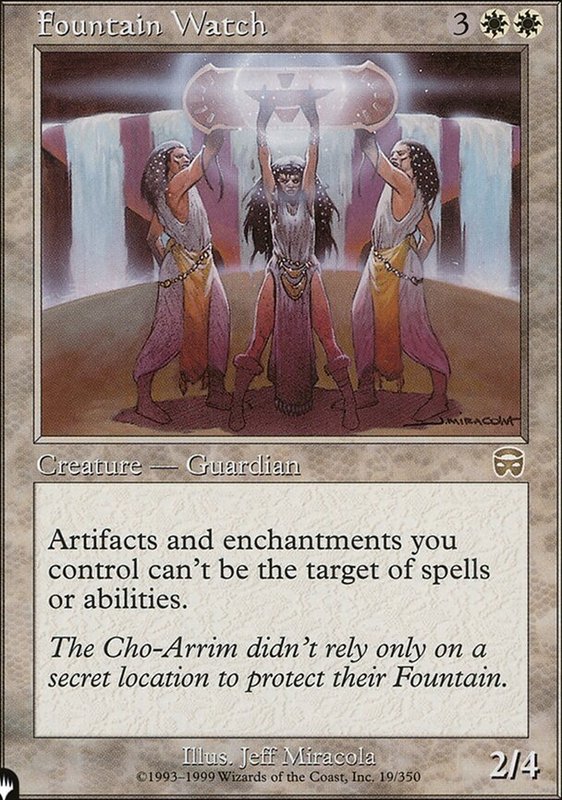 Fountain Watch 3
J.MIRACOLA
Creature — Guardian
Artifacts and enchantments you
control can't be the target of spells
or abilities.
The Cho-Arrim didn't rely only on a
secret location to protect their Fountain.
Illus. Jeff Miracola
©1993-1999 Wizards of the Coast, Inc. 19/350
2/4